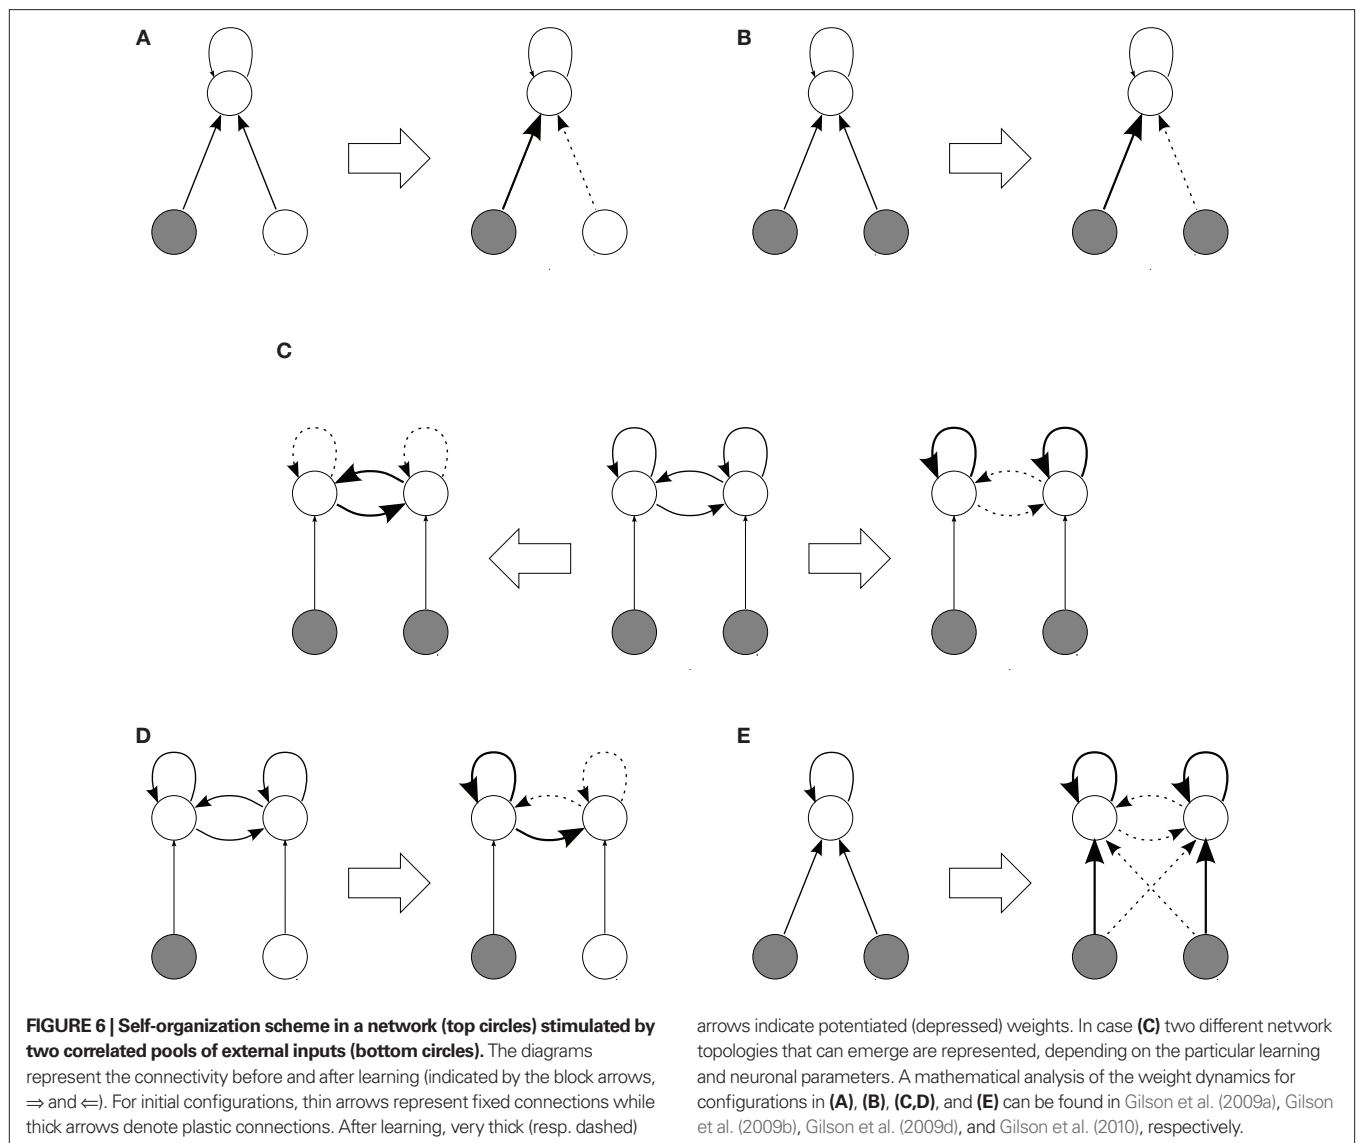 A
B
C
D
E
FIGURE 6 | Self-organization scheme in a network (top circles) stimulated by
two correlated pools of external inputs (bottom circles). The diagrams
represent the connectivity before and after learning (indicated by the block arrows,
⇒ and ⇐). For initial configurations, thin arrows represent fixed connections while
thick arrows denote plastic connections. After learning, very thick (resp. dashed)
arrows indicate potentiated (depressed) weights. In case (C) two different network
topologies that can emerge are represented, depending on the particular learning
and neuronal parameters. A mathematical analysis of the weight dynamics for
configurations in (A), (B), (C,D), and (E) can be found in Gilson et al. (2009a), Gilson
et al. (2009b), Gilson et al. (2009d), and Gilson et al. (2010), respectively.